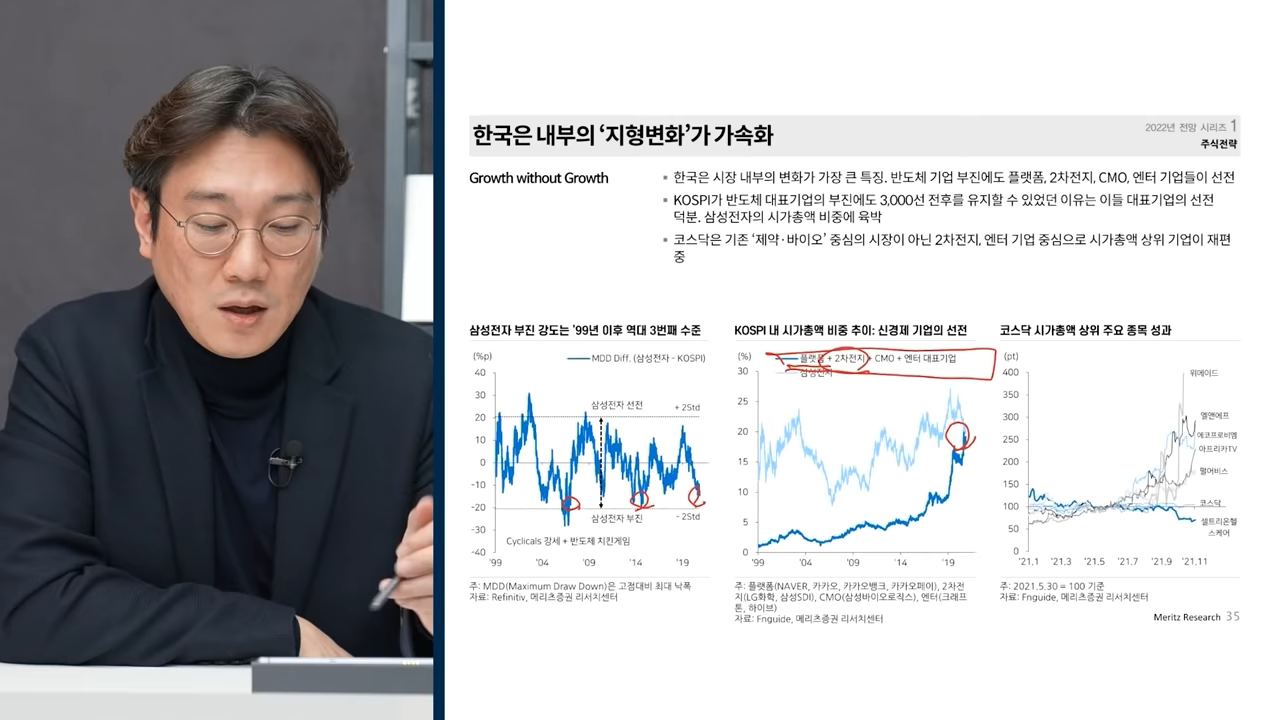 한국은 내부의 ‘지형변화’가 가속화
2022년 전망 시리즈 1
주식전략
Growth without Growth
▪ 한국은 시장 내부의 변화가 가장 큰 특징. 반도체 기업 부진에도 플랫폼, 2차전지, CMO, 엔터 기업들이 선전
▪ KOSPI가 반도체 대표기업의 부진에도 3,000선 전후를 유지할 수 있었던 이유는 이들 대표기업의 선전
덕분. 삼성전자의 시가총액 비중에 육박
▪ 코스닥은 기존 ‘제약·바이오’ 중심의 시장이 아닌 2차전지, 엔터 기업 중심으로 시가총액 상위 기업이 재편
중
삼성전자 부진 강도는 ’99년 이후 역대 3번째 수준
(%p)
MDD Diff. (삼성전자 - KOSPI)
40
30
20
10
0
-10
-20
-30
-40
삼성전자 선전
+ 2Std
삼성전자 부진
- 2Std
Cyclicals 강세 + 반도체 치킨게임
'99
'04
'09
'14
'19
주: MDD(Maximum Draw Down)은 고점대비 최대 낙폭
자료: Refinitiv, 메리츠증권 리서치센터
KOSPI 내 시가총액 비중 추이: 신경제 기업의 선전
(%)
플랫폼 + 2차전지 + CMO + 엔터 대표기업
삼성전자
30
25
20
15
10
5
0
'99
'04
'09
'14
'19
주: 플랫폼(NAVER, 카카오, 카카오뱅크, 카카오페이), 2차전
지(LG화학, 삼성SDI), CMO(삼성바이오로직스), 엔터(크래프
톤, 하이브)
자료: Fnguide, 메리츠증권 리서치센터
코스닥 시가총액 상위 주요 종목 성과
(pt)
400
350
300
250
200
150
100
50
0
위메이드
엘앤에프
에코프로비엠
아프리카TV
펄어비스
코스닥
셀트리온헬
스케어
'21.1
'21.3
'21.5
'21.7
'21.9
'21.11
주: 2021.5.30 = 100 기준
자료: Fnguide, 메리츠증권 리서치센터
Meritz Research 35